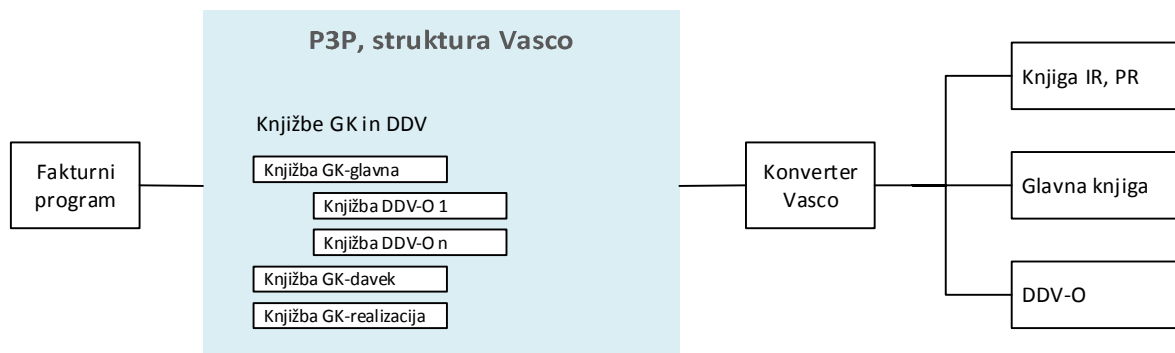 P3P, struktura Vasco
Knjižbe GK in DDV
Fakturni
program
Knjižba GK-glavna
Knjižba DDV-O 1
Knjižba DDV-O n
Knjižba GK-davek
Knjižba GK-realizacija
Konverter
Vasco
Knjiga IR, PR
Glavna knjiga
DDV-O